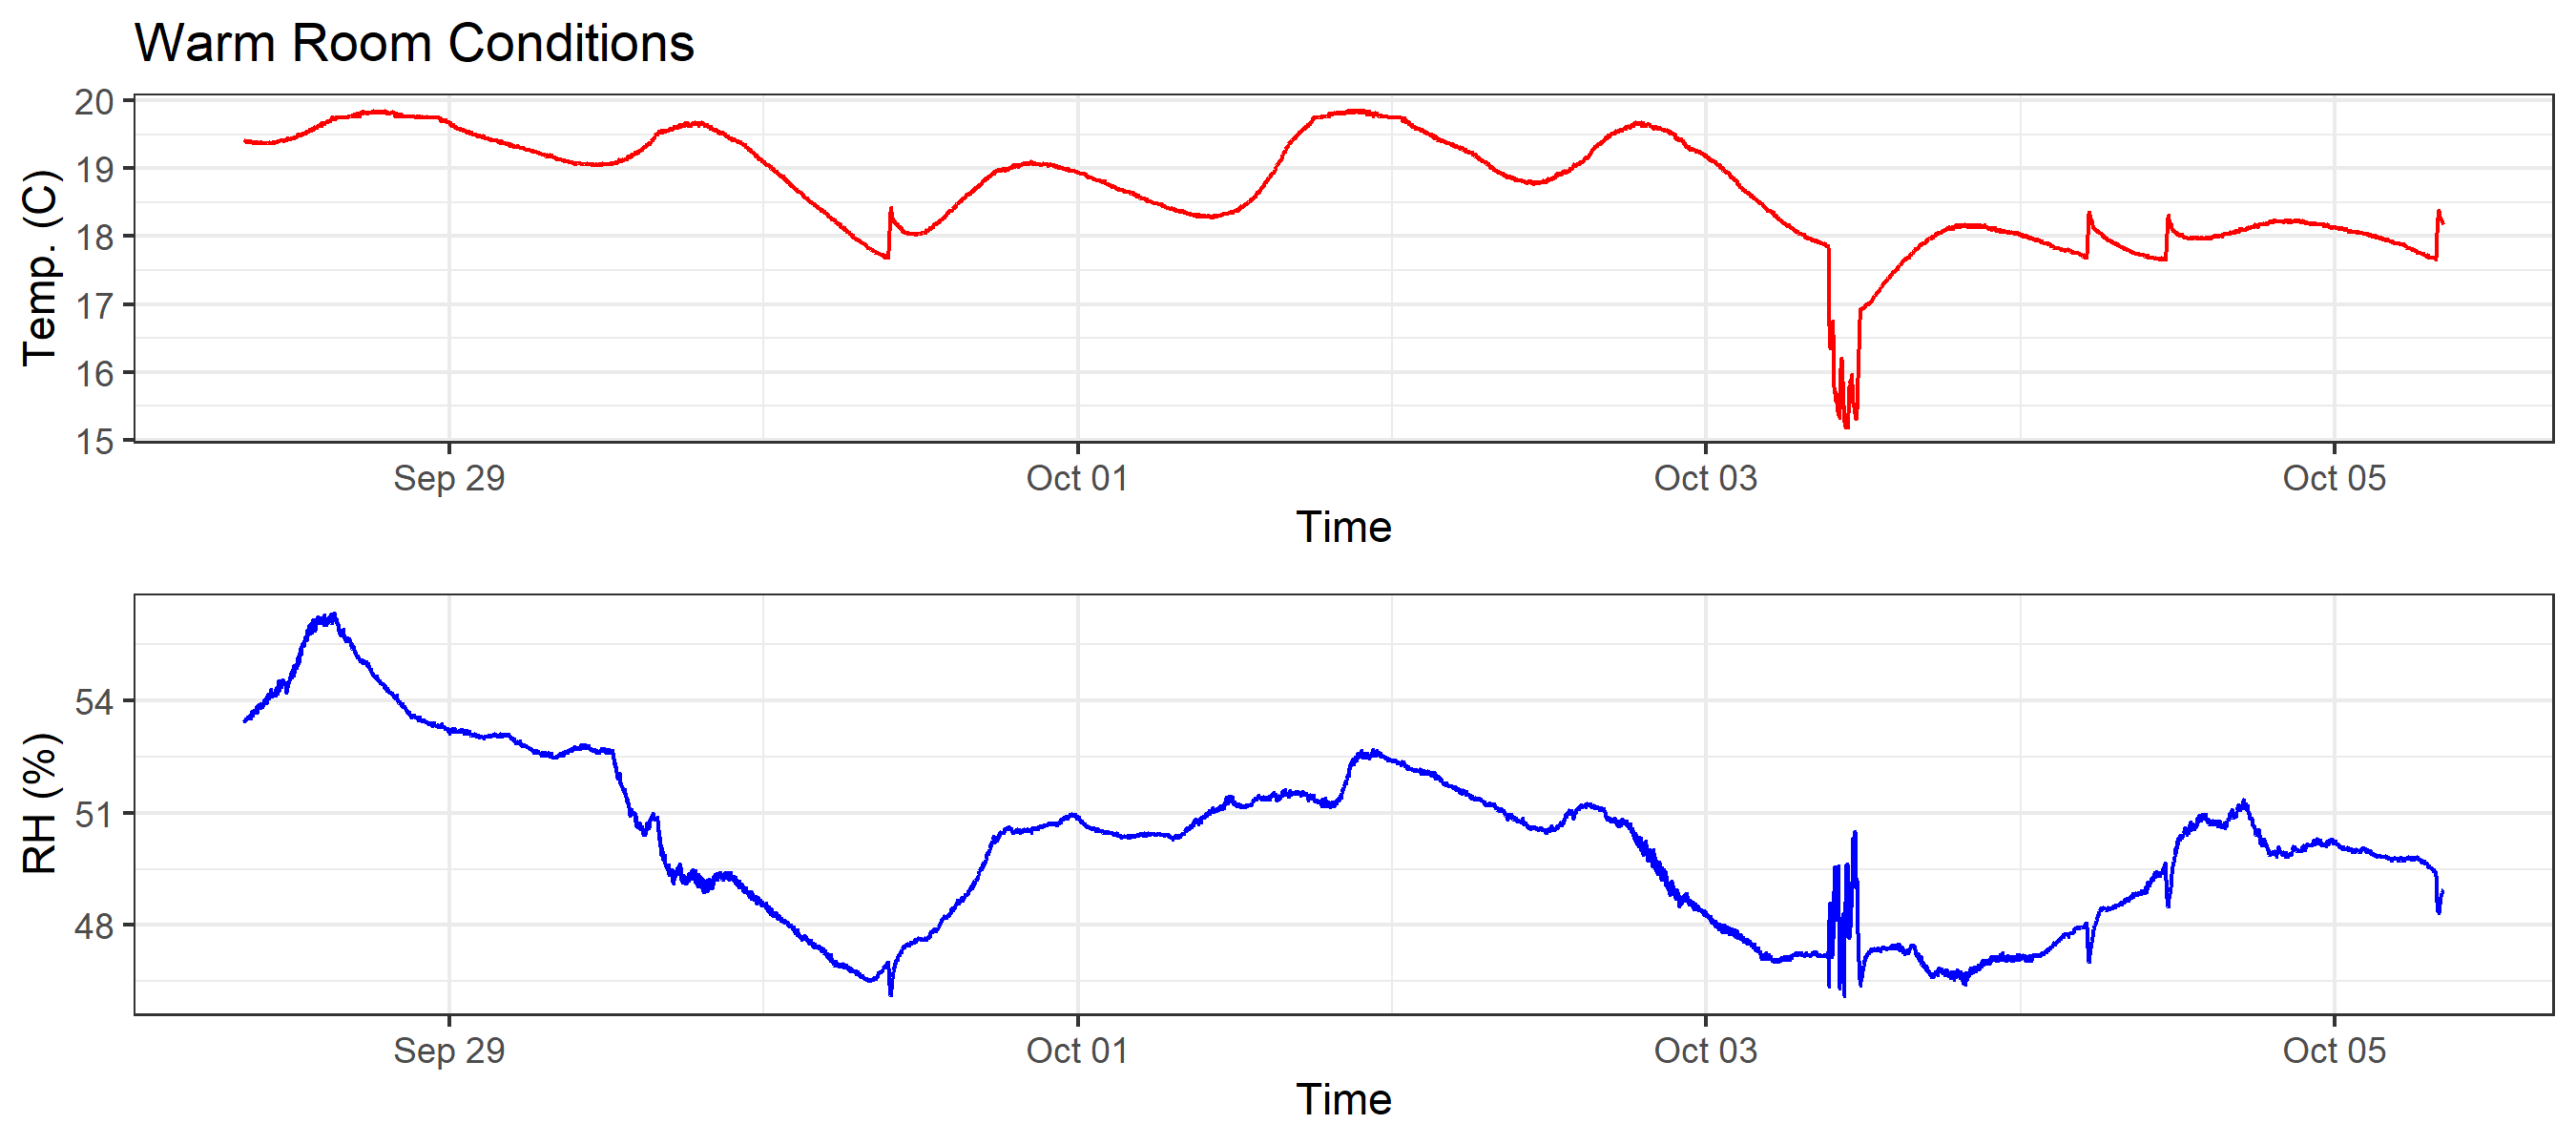 Warm Room Conditions
20
19
18
17
16
15
Temp. (C)
Sep 29 Oct 01 Oct 03 Oct 05
Time
54
51
48
RH (%)
Sep 29 Oct 01 Oct 03 Oct 05
Time